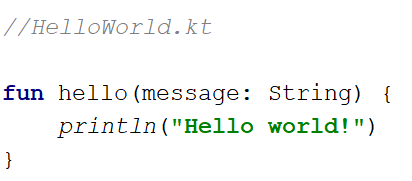 //HelloWorld.kt
fun hello(message: String) {
    println("Hello world!")
}